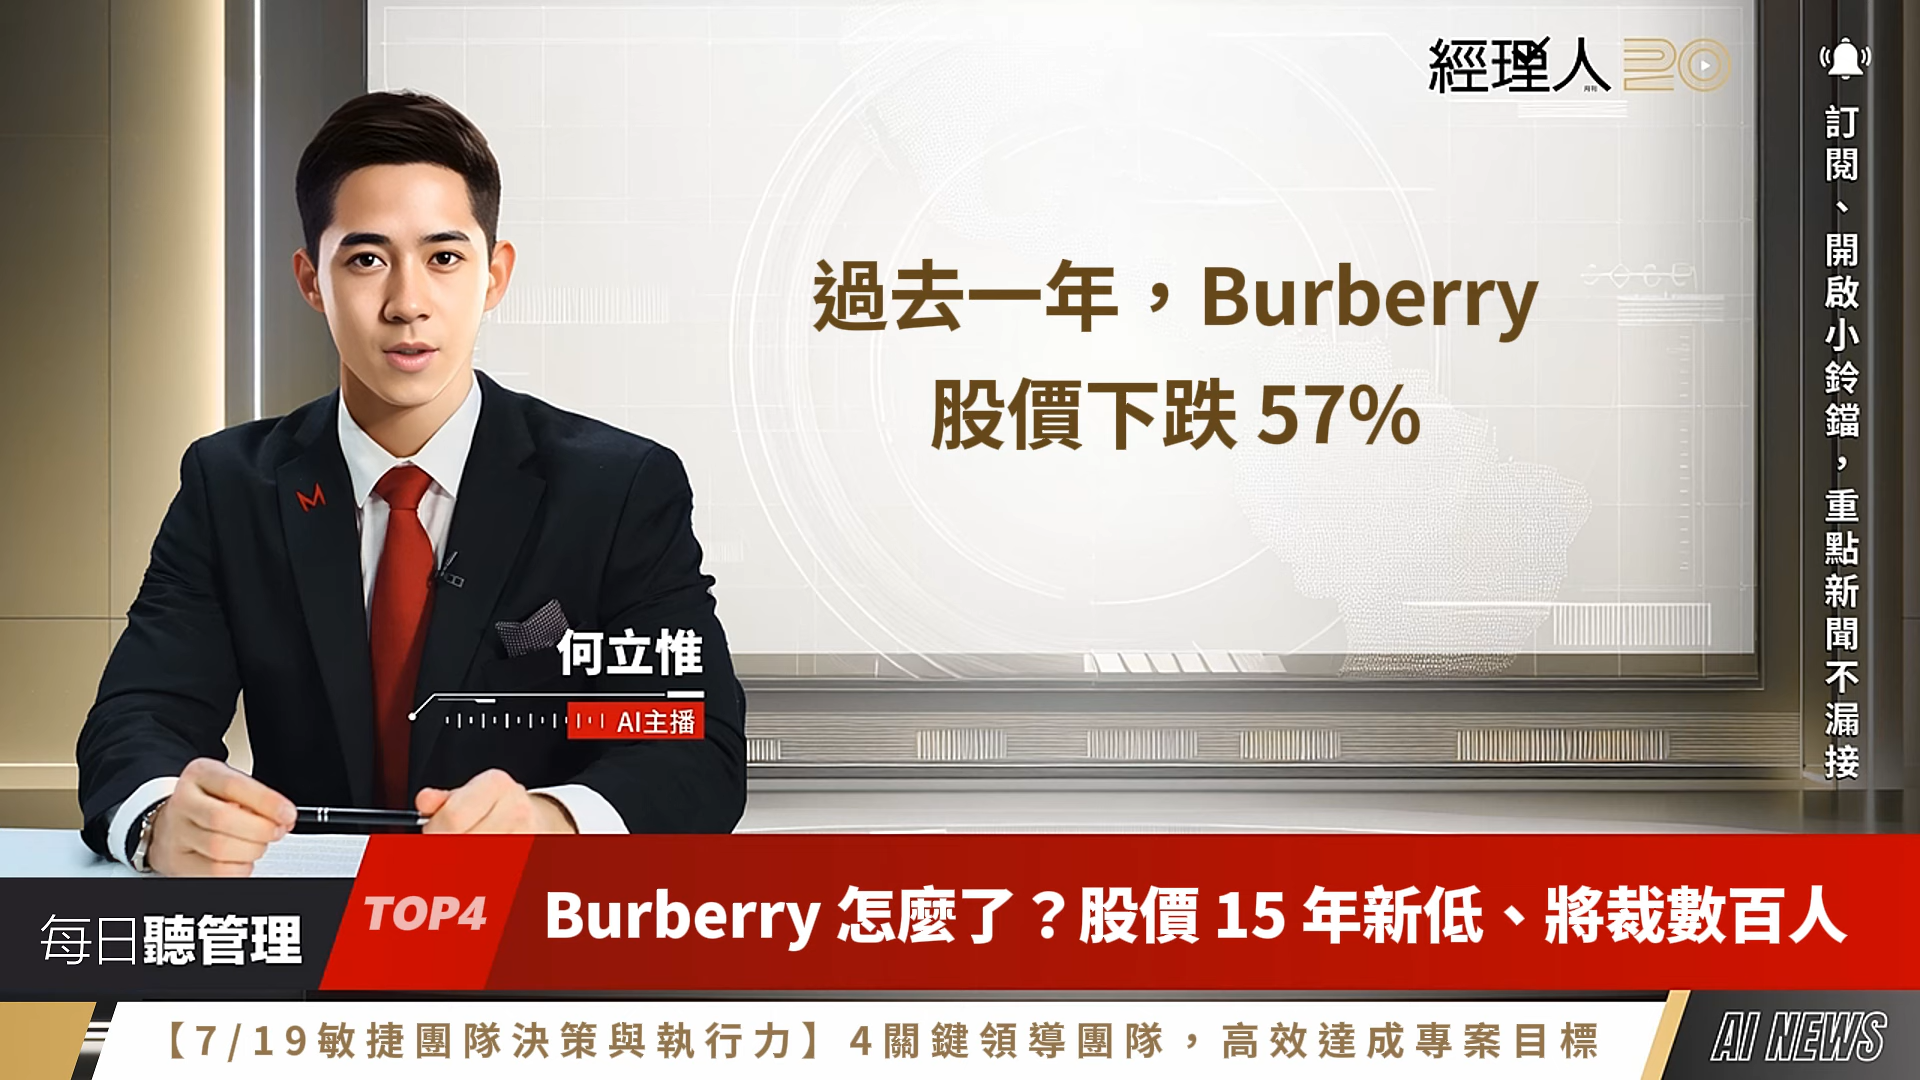 經理人
月刊
20
訂閱、開啟小鈴鐺，重點新聞不漏接
過去一年，Burberry
股價下跌 57%
M
何立惟
AI主播
TOP4
Burberry 怎麼了？股價 15 年新低、將裁數百人
每日聽管理
【7/19敏捷團隊決策與執行力】4關鍵領導團隊，高效達成專案目標
AI NEWS